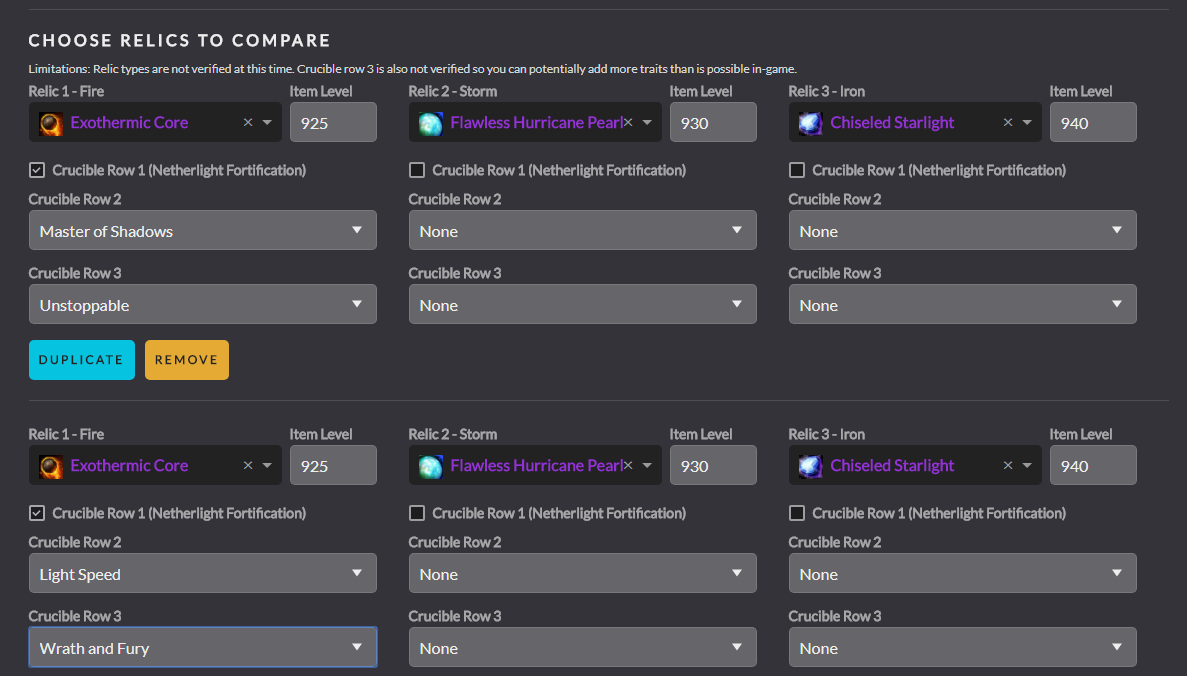 CHOOSE RELICS TO COMPARE
Limitations: Relic types are not verified at this time. Crucible row 3 is also not verified so you can potentially add more traits than is possible in-game.
Relic 1 - Fire Item Level Relic 2 - Storm Item Level Relic 3 - Iron Item Level
Exothermic Core 925 Flawless Hurricane Pearl 930 Chiseled Starlight 940
Crucible Row 1 (Netherlight Fortification) Crucible Row 1 (Netherlight Fortification) Crucible Row 1 (Netherlight Fortification)
Crucible Row 2 Crucible Row 2 Crucible Row 2
Master of Shadows None None
Crucible Row 3 Crucible Row 3 Crucible Row 3
Unstoppable None None
DUPLICATE REMOVE
Relic 1 - Fire Item Level Relic 2 - Storm Item Level Relic 3 - Iron Item Level
Exothermic Core 925 Flawless Hurricane Pearl 930 Chiseled Starlight 940
Crucible Row 1 (Netherlight Fortification) Crucible Row 1 (Netherlight Fortification) Crucible Row 1 (Netherlight Fortification)
Crucible Row 2 Crucible Row 2 Crucible Row 2
Light Speed None None
Crucible Row 3 Crucible Row 3 Crucible Row 3
Wrath and Fury None None